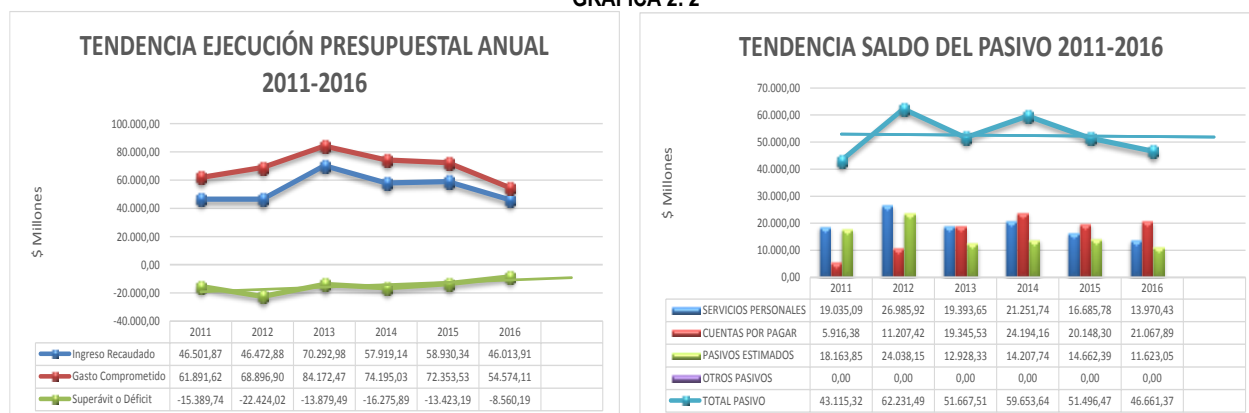 GRÁFICA 2. 2
TENDENCIA EJECUCIÓN PRESUPUESTAL ANUAL
2011-2016
$ Millones
100.000,00
80.000,00
60.000,00
40.000,00
20.000,00
0,00
-20.000,00
-40.000,00
2011 2012 2013 2014 2015 2016
Ingreso Recaudado 46.501,87 46.472,88 70.292,98 57.919,14 58.930,34 46.013,91
Gasto Comprometido 61.891,62 68.896,90 84.172,47 74.195,03 72.353,53 54.574,11
Superávit o Déficit -15.389,74 -22.424,02 -13.879,49 -16.275,89 -13.423,19 -8.560,19
TENDENCIA SALDO DEL PASIVO 2011-2016
$ Millones
70.000,00
60.000,00
50.000,00
40.000,00
30.000,00
20.000,00
10.000,00
0,00
2011 2012 2013 2014 2015 2016
SERVICIOS PERSONALES 19.035,09 26.985,92 19.393,65 21.251,74 16.685,78 13.970,43
CUENTAS POR PAGAR 5.916,38 11.207,42 19.345,53 24.194,16 20.148,30 21.067,89
PASIVOS ESTIMADOS 18.163,85 24.038,15 12.928,33 14.207,74 14.662,39 11.623,05
OTROS PASIVOS 0,00 0,00 0,00 0,00 0,00 0,00
TOTAL PASIVO 43.115,32 62.231,49 51.667,51 59.653,64 51.496,47 46.661,37